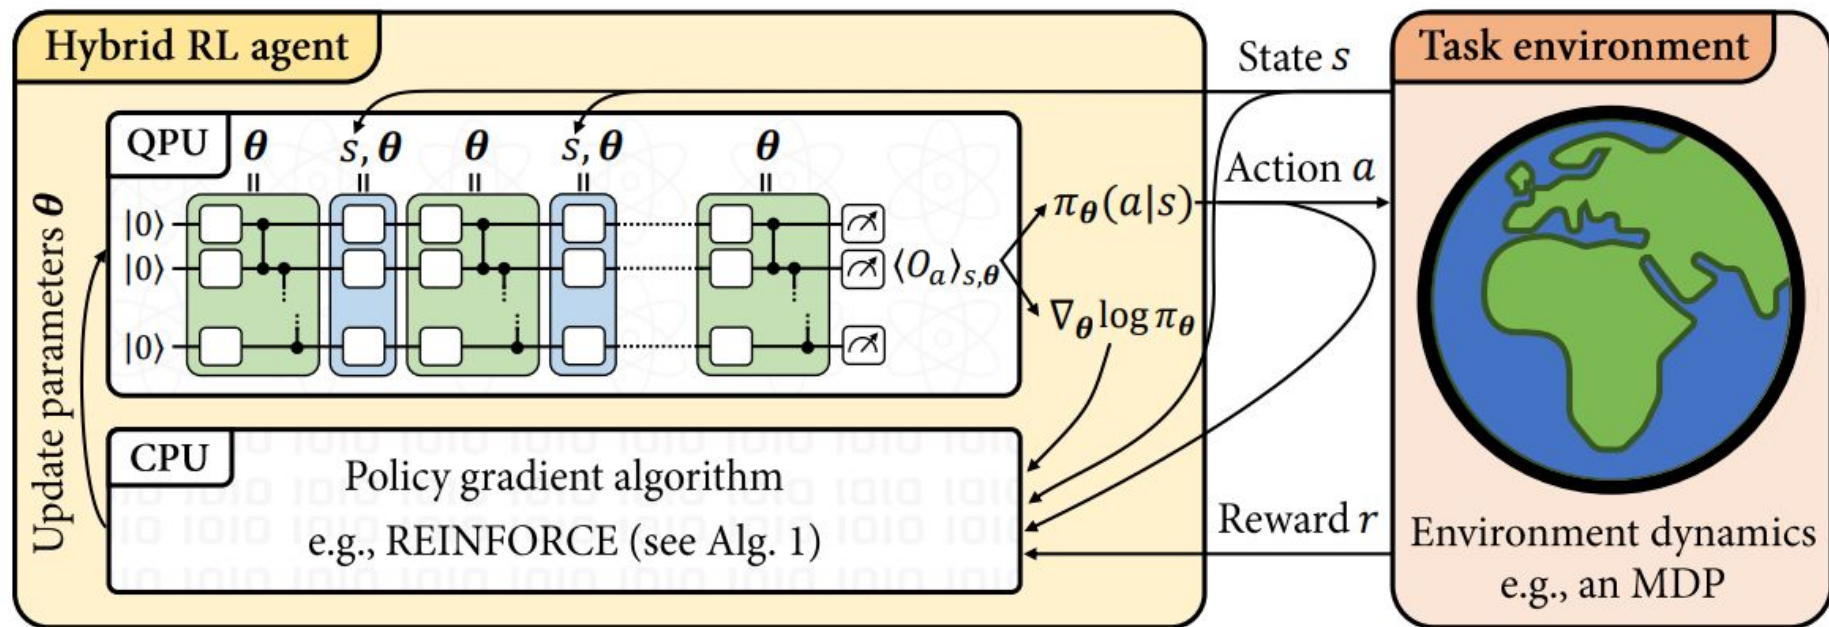 Hybrid RL agent
State s
Task environment
QPU
θ
s, θ
θ
s, θ
θ
Action a
|0⟩
|0⟩
|0⟩
⟨O_a⟩_{s,θ}
π_θ(a|s)
∇_θ log π_θ
Update parameters θ
CPU
Policy gradient algorithm
e.g., REINFORCE (see Alg. 1)
Reward r
Environment dynamics
e.g., an MDP